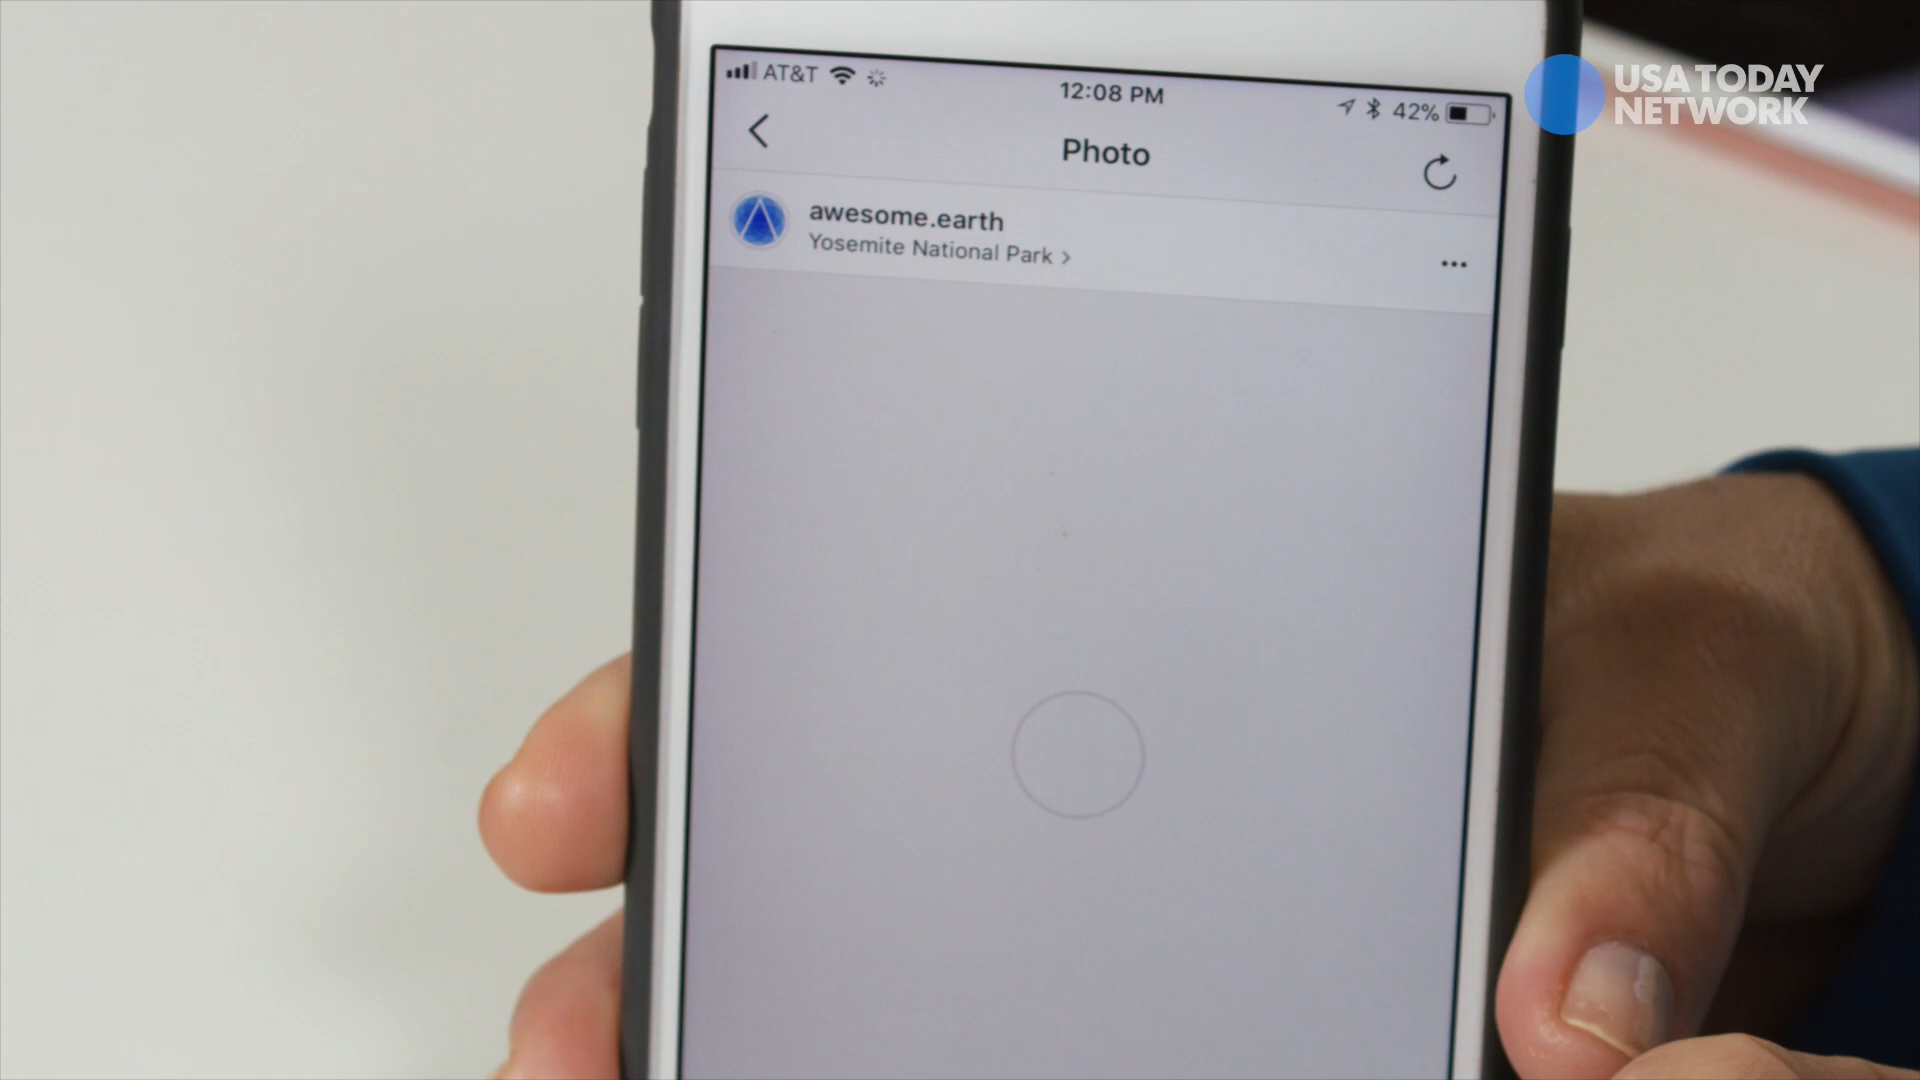 AT&T
12:08 PM
42%
USA TODAY
NETWORK
Photo
awesome.earth
Yosemite National Park >